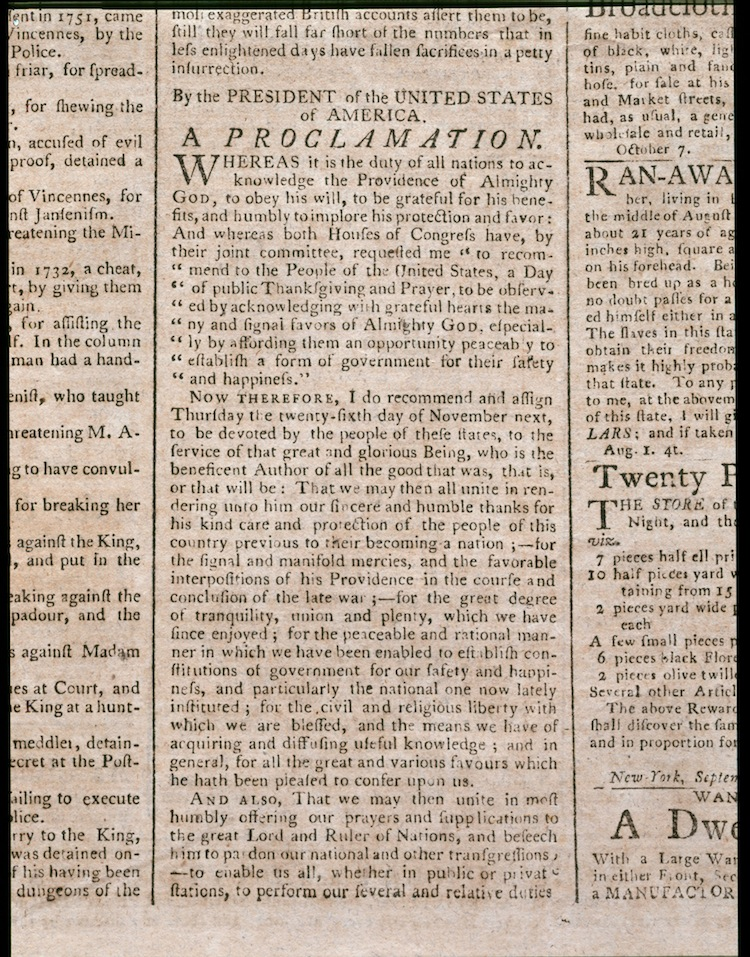 lent in 1751, came
Vincennes, by the
Police.
friar, for spread-
, for shewing the
n, accused of evil
proof, detained a
of Vincennes, for
nst Jansenism.
reatening the Mi-
in 1732, a cheat,
t, by giving them
gain.
, for assisting the
lf. In the column
man had a hand-
enist, who taught
hreatening M. A-
g to have convul-
for breaking her
against the King,
, and put in the
eaking against the
padour, and the
s against Madam
ues at Court, and
e King at a hunt-
meddler, detain-
ecret at the Post-
ailing to execute
lice.
rry to the King,
was detained on-
f his having been
dungeons of the
most exaggerated British accounts assert them to be,
still they will fall far short of the numbers that in
less enlightened days have fallen sacrifices in a petty
insurrection.
By the PRESIDENT of the UNITED STATES
of AMERICA.
A PROCLAMATION.
WHEREAS it is the duty of all nations to ac-
knowledge the Providence of Almighty
GOD, to obey his will, to be grateful for his bene-
fits, and humbly to implore his protection and favor:
And whereas both Houses of Congress have, by
their joint committee, requested me "to recom-
" mend to the People of the United States, a Day
" of public Thanksgiving and Prayer, to be observ-
" ed by acknowledging with grateful hearts the ma-
" ny and signal favors of Almighty GOD, especial-
" ly by affording them an opportunity peaceably to
" establish a form of government for their safety
" and happiness."
NOW THEREFORE, I do recommend and assign
Thursday the twenty-sixth day of November next,
to be devoted by the people of these states, to the
service of that great and glorious Being, who is the
beneficent Author of all the good that was, that is,
or that will be: That we may then all unite in ren-
dering unto him our sincere and humble thanks for
his kind care and protection of the people of this
country previous to their becoming a nation;—for
the signal and manifold mercies, and the favorable
interpositions of his Providence in the course and
conclusion of the late war;—for the great degree
of tranquility, union and plenty, which we have
since enjoyed; for the peaceable and rational man-
ner in which we have been enabled to establish con-
stitutions of government for our safety and happi-
ness, and particularly the national one now lately
instituted; for the civil and religious liberty with
which we are blessed, and the means we have of
acquiring and diffusing useful knowledge; and in
general, for all the great and various favours which
he hath been pleased to confer upon us.
AND ALSO, That we may then unite in most
humbly offering our prayers and supplications to
the great Lord and Ruler of Nations, and beseech
him to pardon our national and other transgressions,
—to enable us all, whether in public or private
stations, to perform our several and relative duties
Broadcloth
fine habit cloths, cas
of black, white, lig
tins, plain and fan
hose. for sale at his
and Market streets,
had, as usual, a gene
wholesale and retail,
October 7.
RAN-AWA
her, living in
the middle of August
about 21 years of ag
inches high, square a
on his forehead. Bei
been bred up as a h
no doubt passes for a
ed himself either in a
The slaves in this sta
obtain their freedom
makes it highly proba
that state. To any p
to me, at the abovem
of this state, I will gi
LARS; and if taken
Aug. 1. 4t.
Twenty P
THE STORE of
Night, and the
viz.
7 pieces half ell pri
10 half pieces yard w
taining from 15
2 pieces yard wide p
each
A few small pieces p
6 pieces black Flore
2 pieces olive twille
Several other Articl
The above Reward
shall discover the sam
and in proportion for
New-York, Septem
WAN
A Dwe
With a Large War
in either Front, Sec
a MANUFACTOR